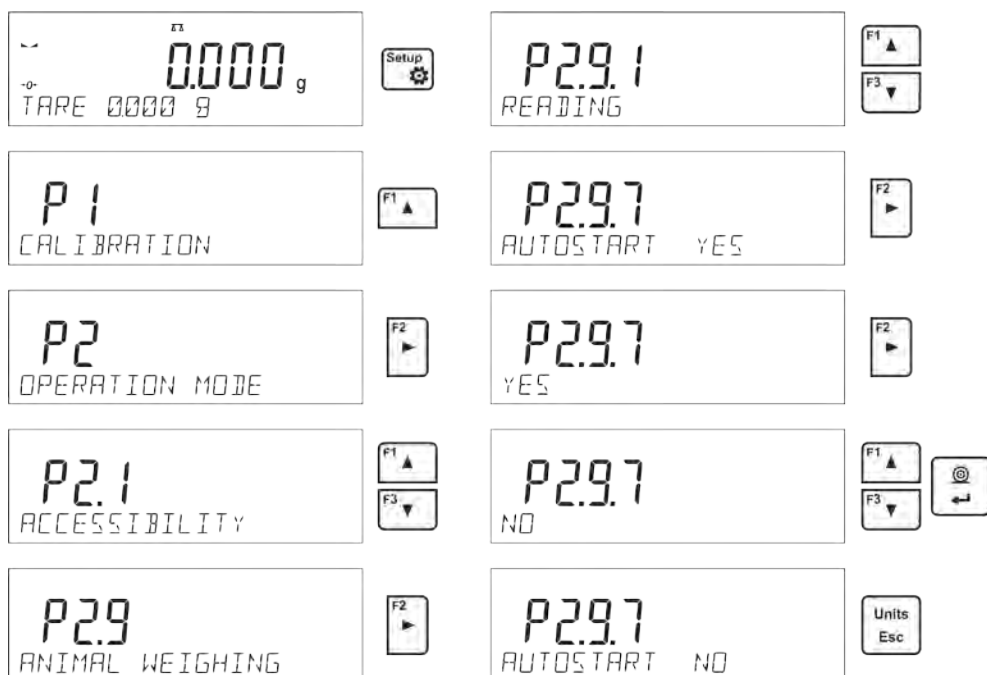 0.000 g
-0-
TARE 0.000 g
Setup
P1
CALIBRATION
F1
P2
OPERATION MODE
F2
P2.1
ACCESSIBILITY
F1
F3
P2.9
ANIMAL WEIGHING
F2
P2.9.1
READING
F1
F3
P2.9.7
AUTOSTART YES
F2
P2.9.7
YES
F2
P2.9.7
NO
F1
F3
P2.9.7
AUTOSTART NO
Units
Esc